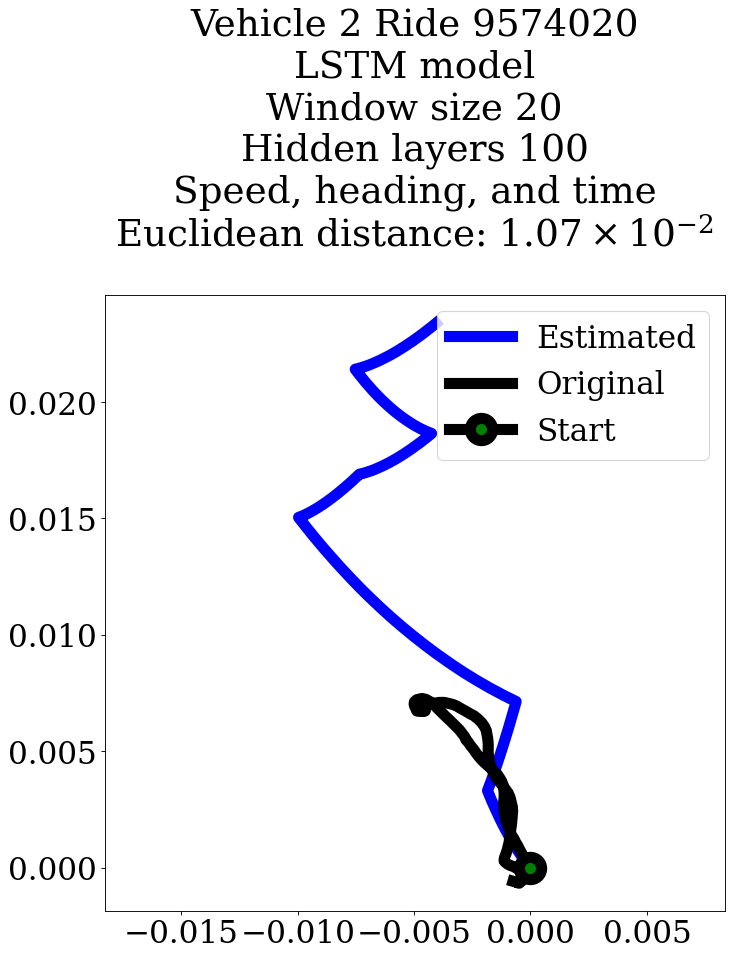 Vehicle 2 Ride 9574020
LSTM model
Window size 20
Hidden layers 100
Speed, heading, and time
Euclidean distance: 1.07 × 10⁻²
Estimated
Original
Start
0.020
0.015
0.010
0.005
0.000
−0.015 −0.010 −0.005 0.000 0.005